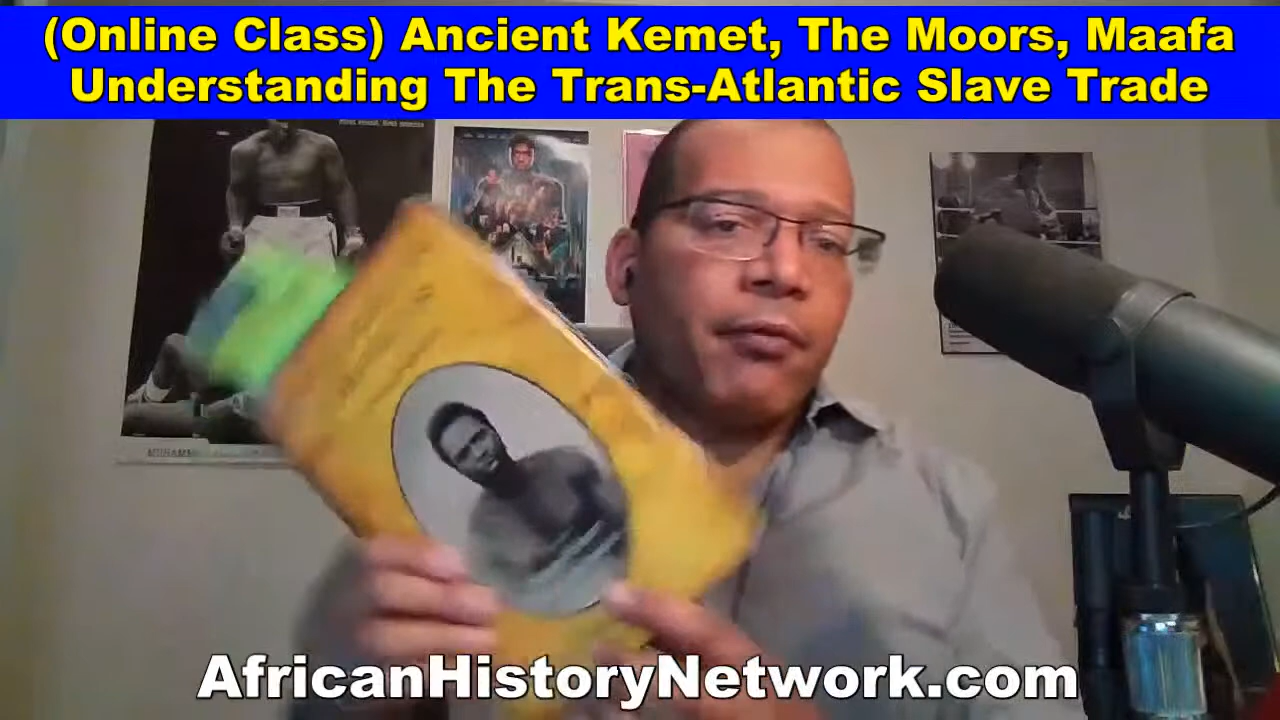 (Online Class) Ancient Kemet, The Moors, Maafa
Understanding The Trans-Atlantic Slave Trade
AfricanHistoryNetwork.com